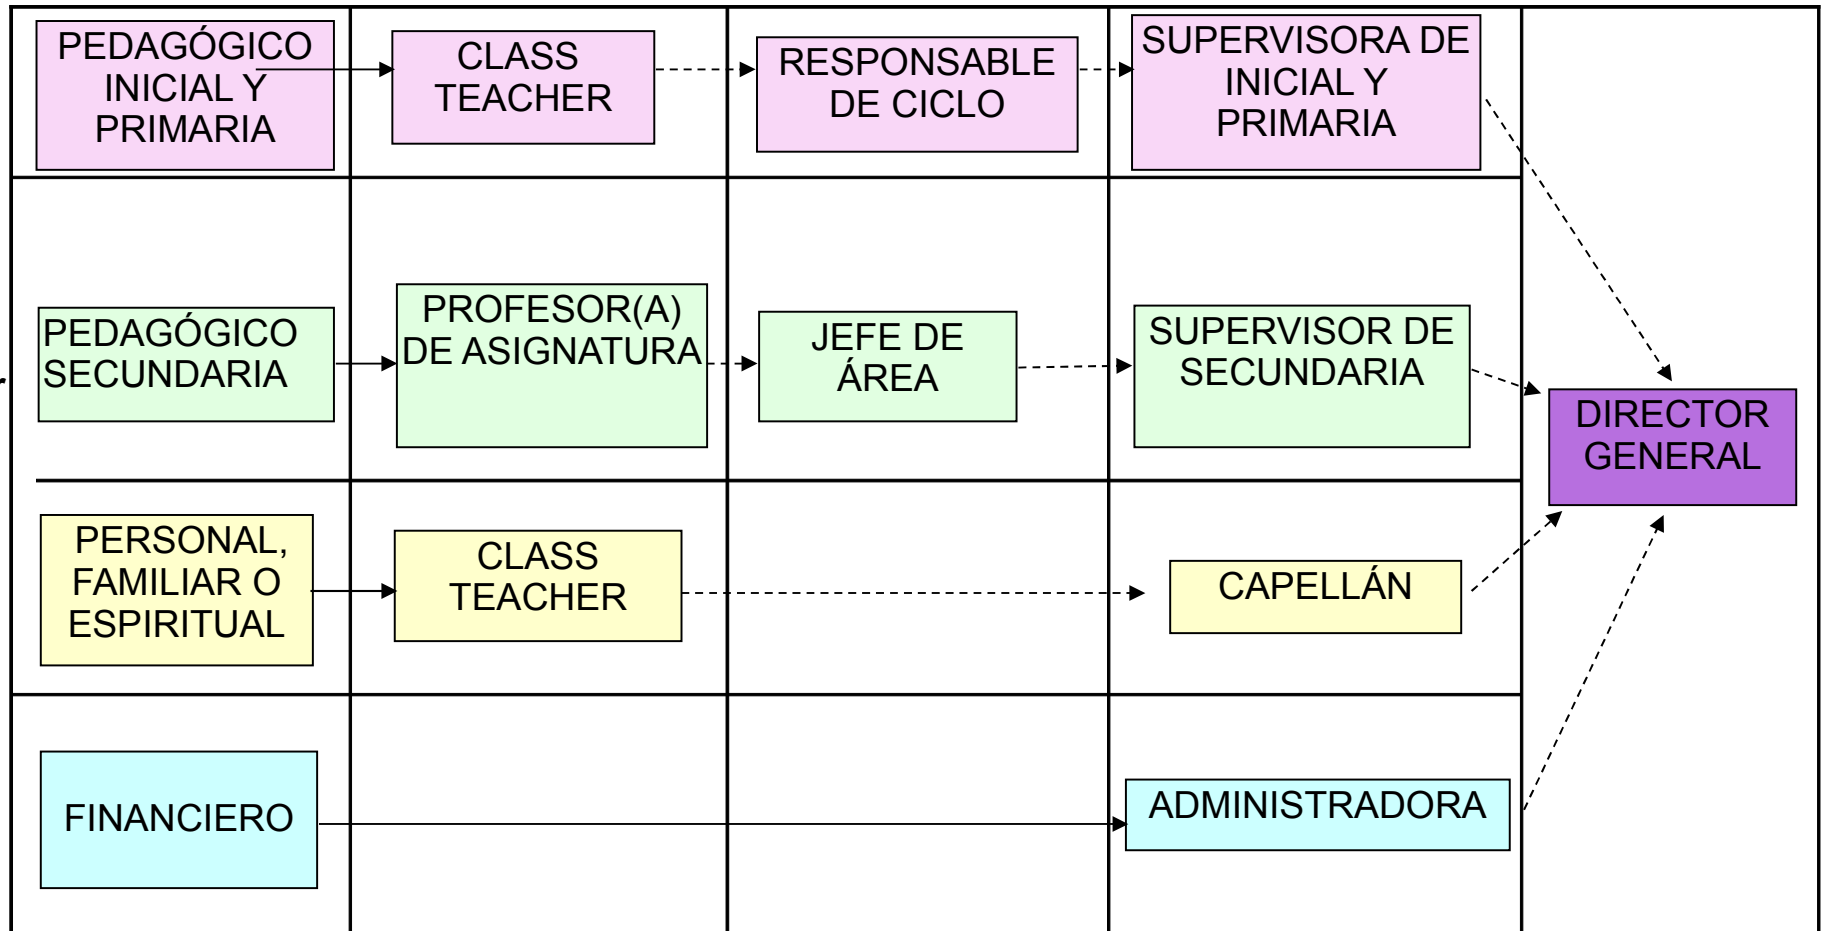 PEDAGÓGICO
INICIAL Y
PRIMARIA
CLASS
TEACHER
RESPONSABLE
DE CICLO
SUPERVISORA DE
INICIAL Y
PRIMARIA
PEDAGÓGICO
SECUNDARIA
PROFESOR(A)
DE ASIGNATURA
JEFE DE
ÁREA
SUPERVISOR DE
SECUNDARIA
DIRECTOR
GENERAL
PERSONAL,
FAMILIAR O
ESPIRITUAL
CLASS
TEACHER
CAPELLÁN
FINANCIERO
ADMINISTRADORA